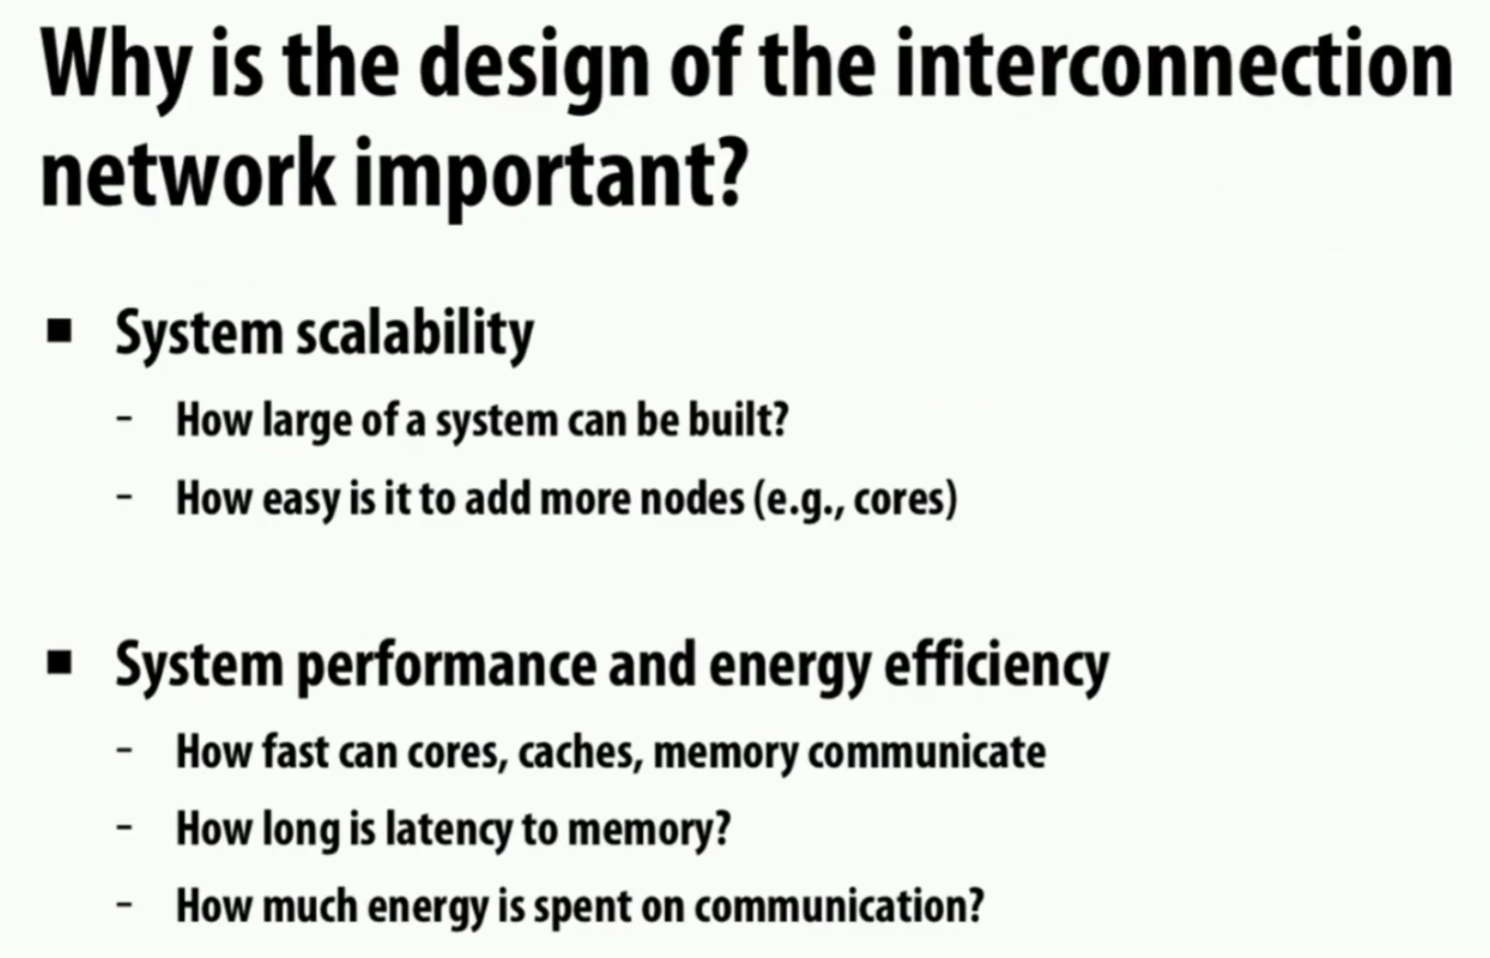 Why is the design of the interconnection
network important?
■ System scalability
- How large of a system can be built?
- How easy is it to add more nodes (e.g., cores)
■ System performance and energy efficiency
- How fast can cores, caches, memory communicate
- How long is latency to memory?
- How much energy is spent on communication?